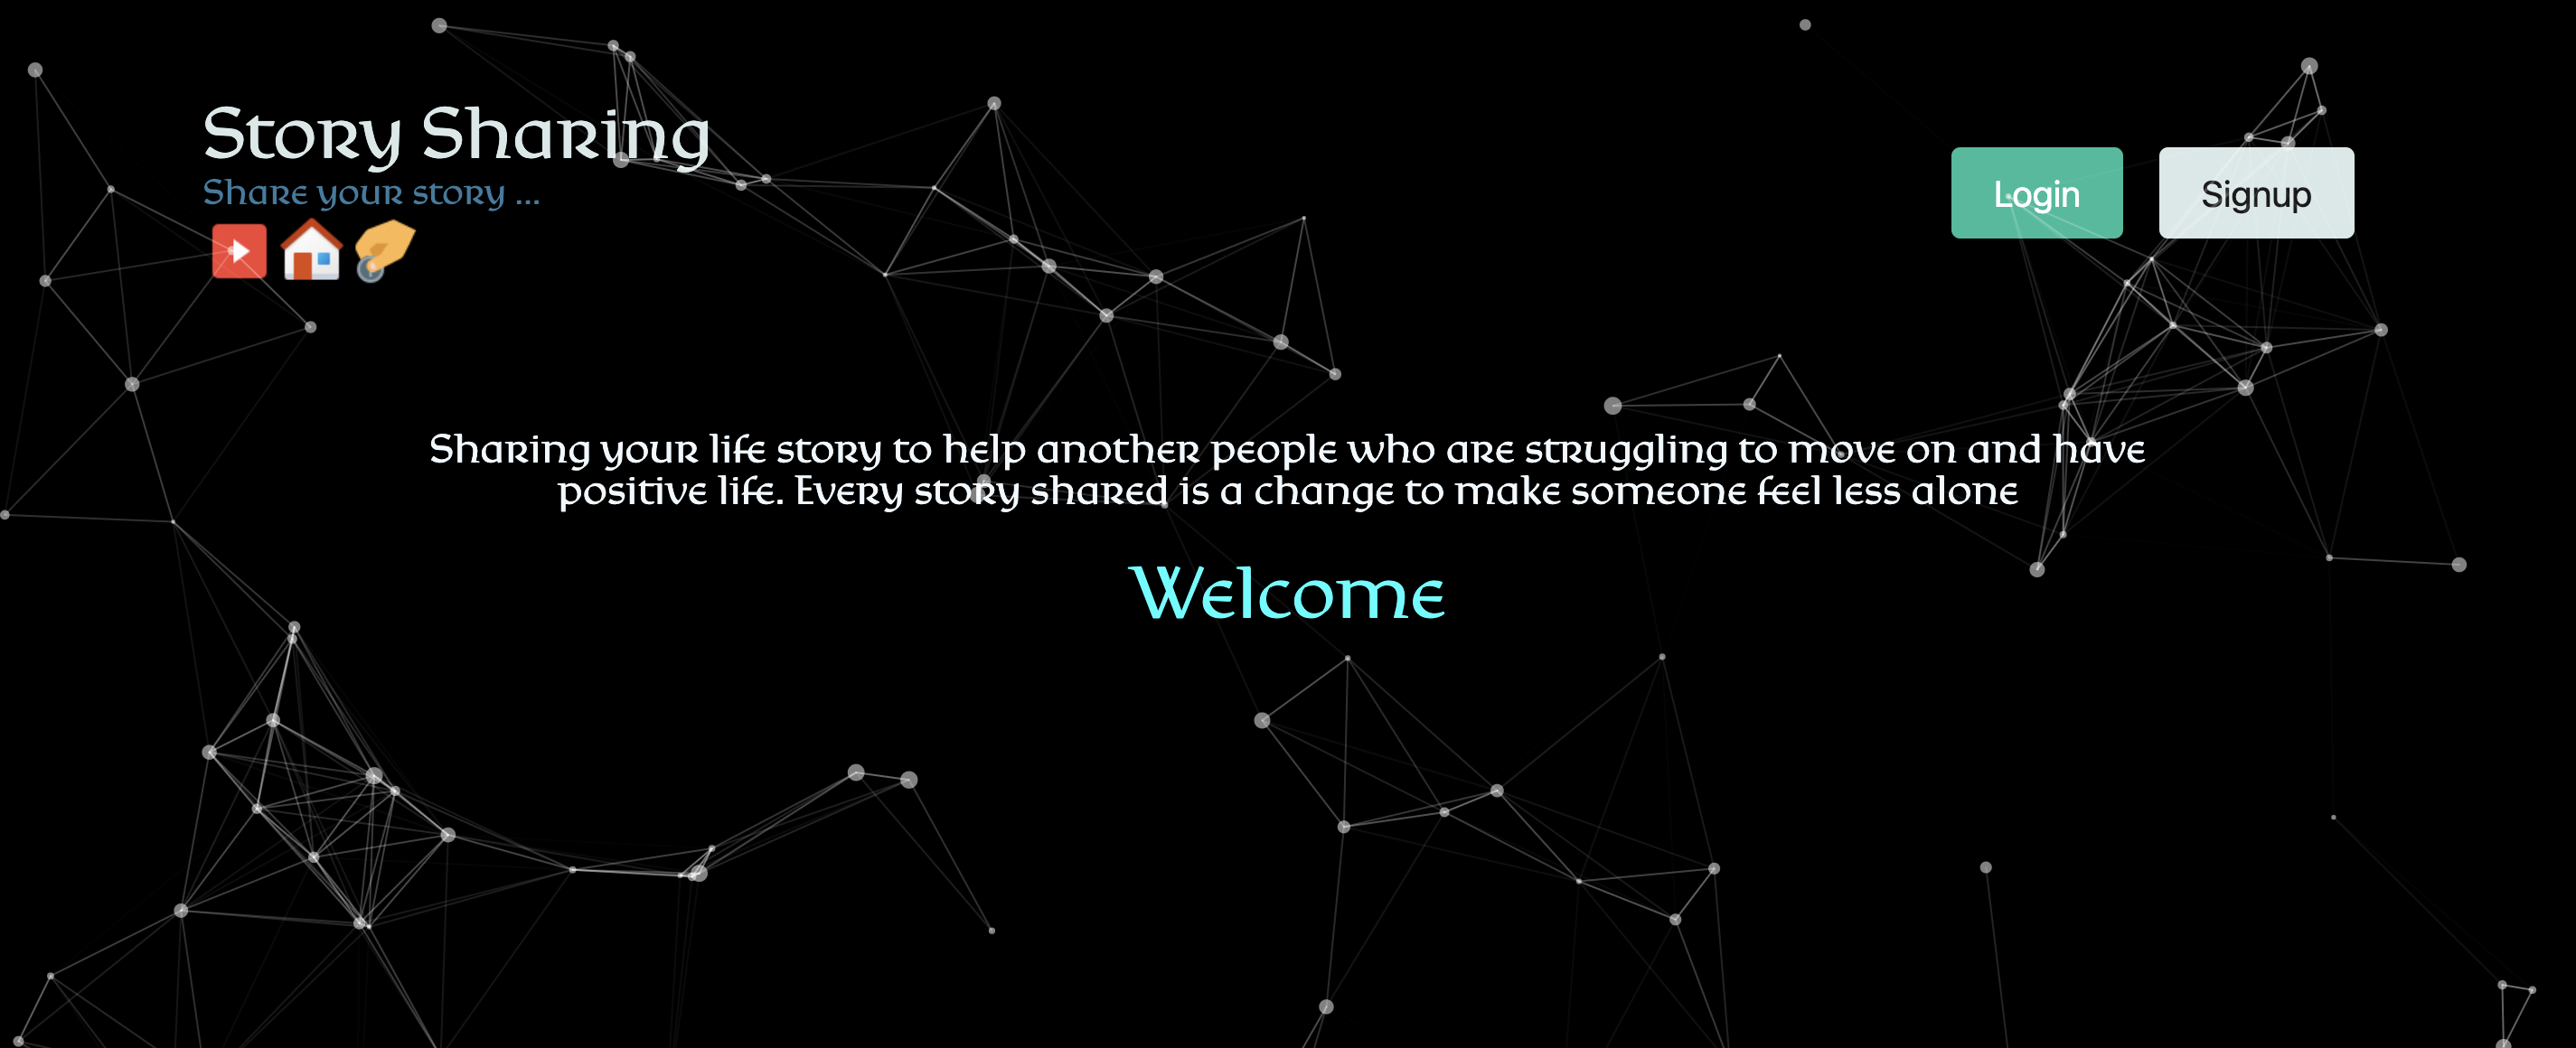 Story Sharing
Share your story ...
Login
Signup
Sharing your life story to help another people who are struggling to move on and have
positive life. Every story shared is a change to make someone feel less alone
Welcome